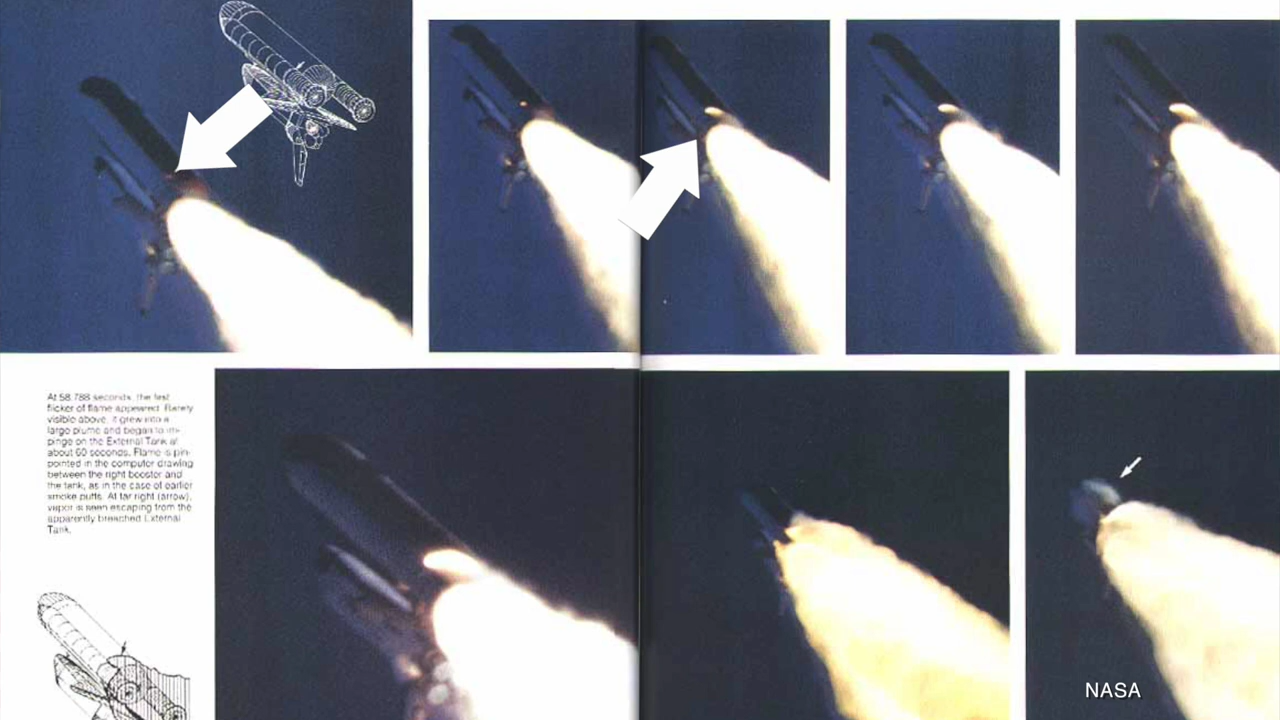 At 58.788 seconds, the first
flicker of flame appeared. Barely
visible above, it grew into a
large plume and began to im-
pinge on the External Tank at
about 60 seconds. Flame is pin-
pointed in the computer drawing
between the right booster and
the tank, as in the case of earlier
smoke puffs. At far right (arrow),
vapor is seen escaping from the
apparently breached External
Tank.
NASA